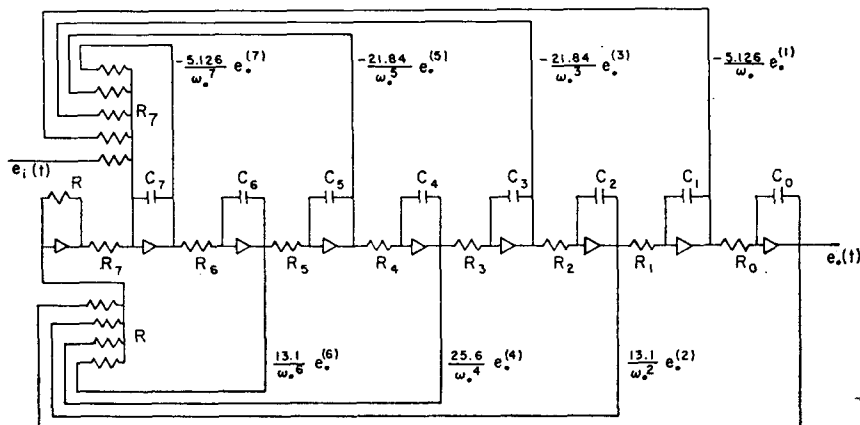 -5.126/ω₀⁷ e₀⁽⁷⁾
-21.84/ω₀⁵ e₀⁽⁵⁾
-21.84/ω₀³ e₀⁽³⁾
-5.126/ω₀ e₀⁽¹⁾
R₇
eᵢ(t)
R
C₇
C₆
C₅
C₄
C₃
C₂
C₁
C₀
R₇
R₆
R₅
R₄
R₃
R₂
R₁
R₀
e₀(t)
R
13.1/ω₀⁶ e₀⁽⁶⁾
25.6/ω₀⁴ e₀⁽⁴⁾
13.1/ω₀² e₀⁽²⁾